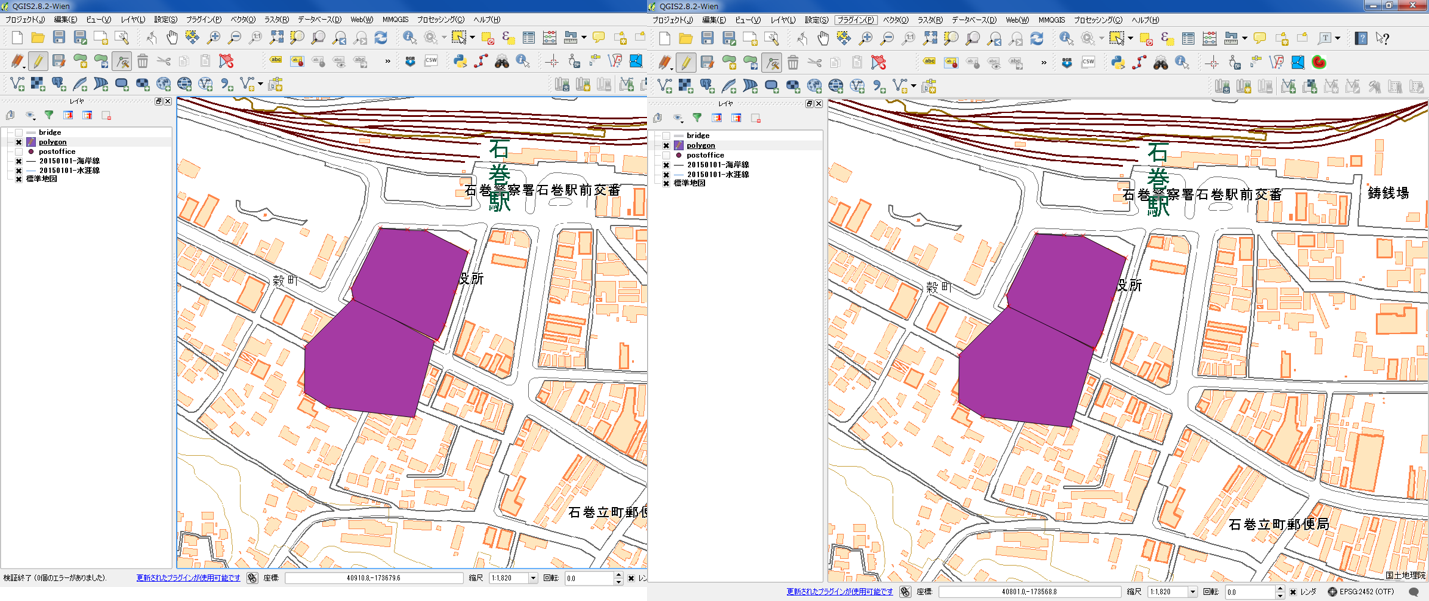 QGIS2.8.2-Wien
プロジェクト(J) 編集(E) ビュー(V) レイヤ(L) 設定(S) プラグイン(P) ベクタ(O) ラスタ(R) データベース(D) Web(W) MMQGIS プロセッシング(C) ヘルプ(H)
レイヤ
bridge
polygon
postoffice
20150101-海岸線
20150101-水涯線
標準地図
石巻駅
石巻警察署石巻駅前交番
穀町
役所
石巻立町郵便
検証終了 (0個のエラーがありました).
更新されたプラグインが使用可能です
座標:
40910.8,-173679.6
縮尺
1:1,820
回転:
0.0
レン
QGIS2.8.2-Wien
プロジェクト(J) 編集(E) ビュー(V) レイヤ(L) 設定(S) プラグイン(P) ベクタ(O) ラスタ(R) データベース(D) Web(W) MMQGIS プロセッシング(C) ヘルプ(H)
レイヤ
bridge
polygon
postoffice
20150101-海岸線
20150101-水涯線
標準地図
石巻駅
石巻警察署石巻駅前交番
鋳銭場
穀町
役所
石巻立町郵便局
国土地理院
更新されたプラグインが使用可能です
座標:
40801.0,-173568.8
縮尺
1:1,820
回転:
0.0
レンダ
EPSG:2452 (OTF)